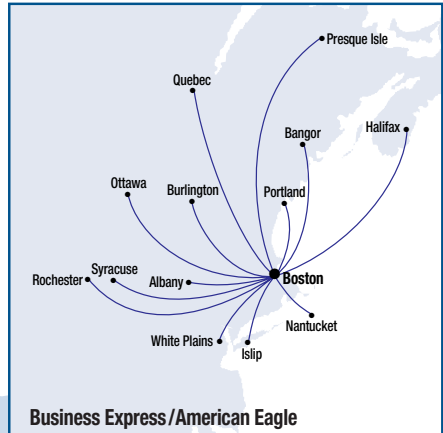 Presque Isle
Quebec
Halifax
Bangor
Ottawa
Burlington
Portland
Rochester
Syracuse
Albany
Boston
Nantucket
White Plains
Islip
Business Express/American Eagle